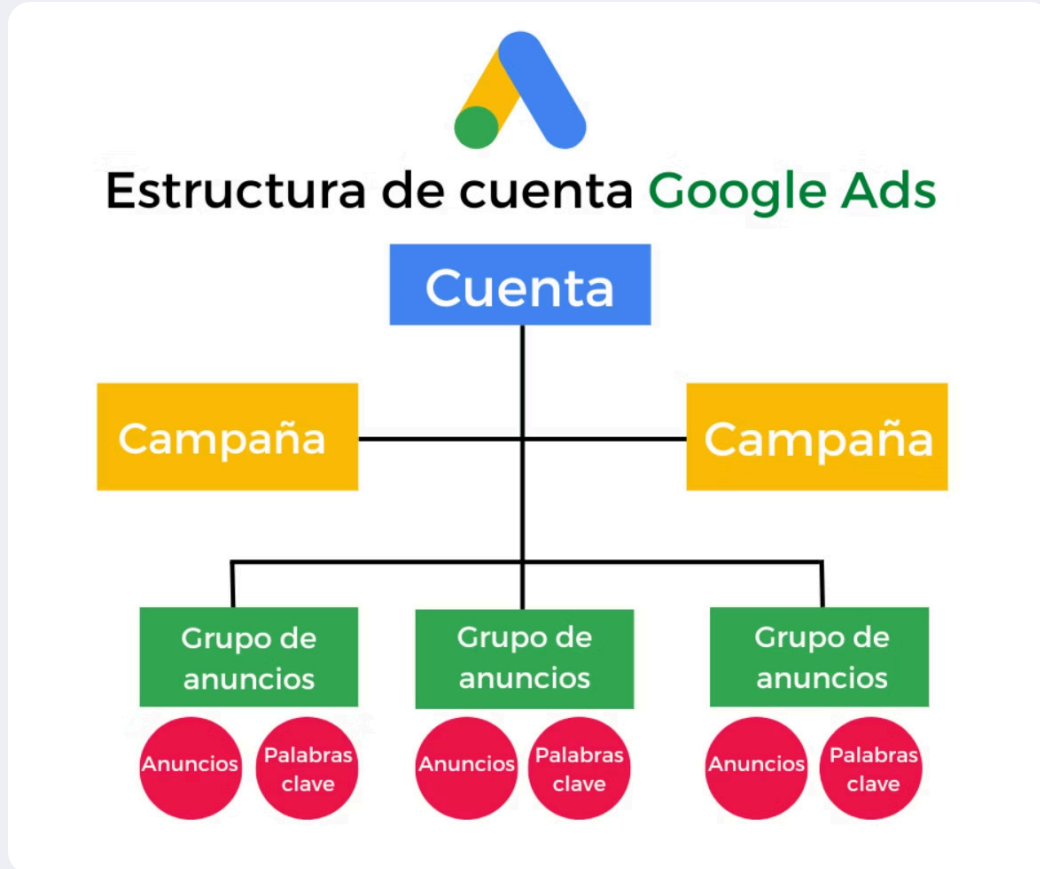 Estructura de cuenta Google Ads
Cuenta
Campaña
Campaña
Grupo de
anuncios
Grupo de
anuncios
Grupo de
anuncios
Anuncios
Palabras
clave
Anuncios
Palabras
clave
Anuncios
Palabras
clave